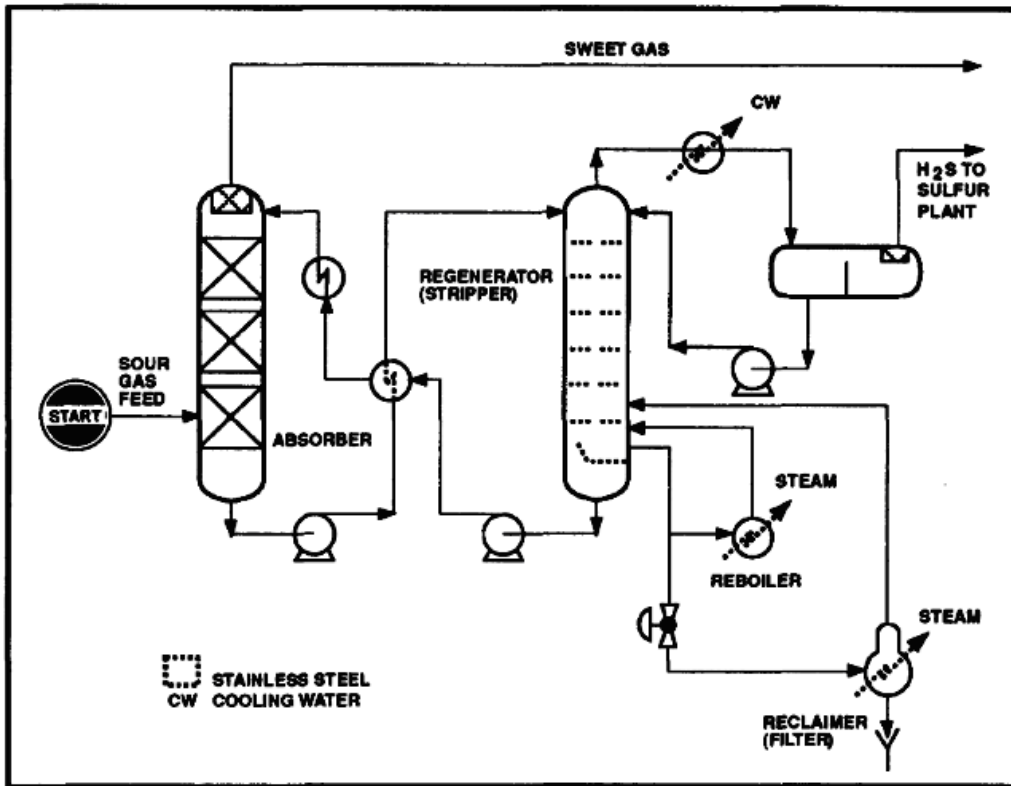 SWEET GAS
CW
H2S TO
SULFUR
PLANT
REGENERATOR
(STRIPPER)
SOUR
GAS
FEED
START
ABSORBER
STEAM
REBOILER
STEAM
STAINLESS STEEL
CW COOLING WATER
RECLAIMER
(FILTER)